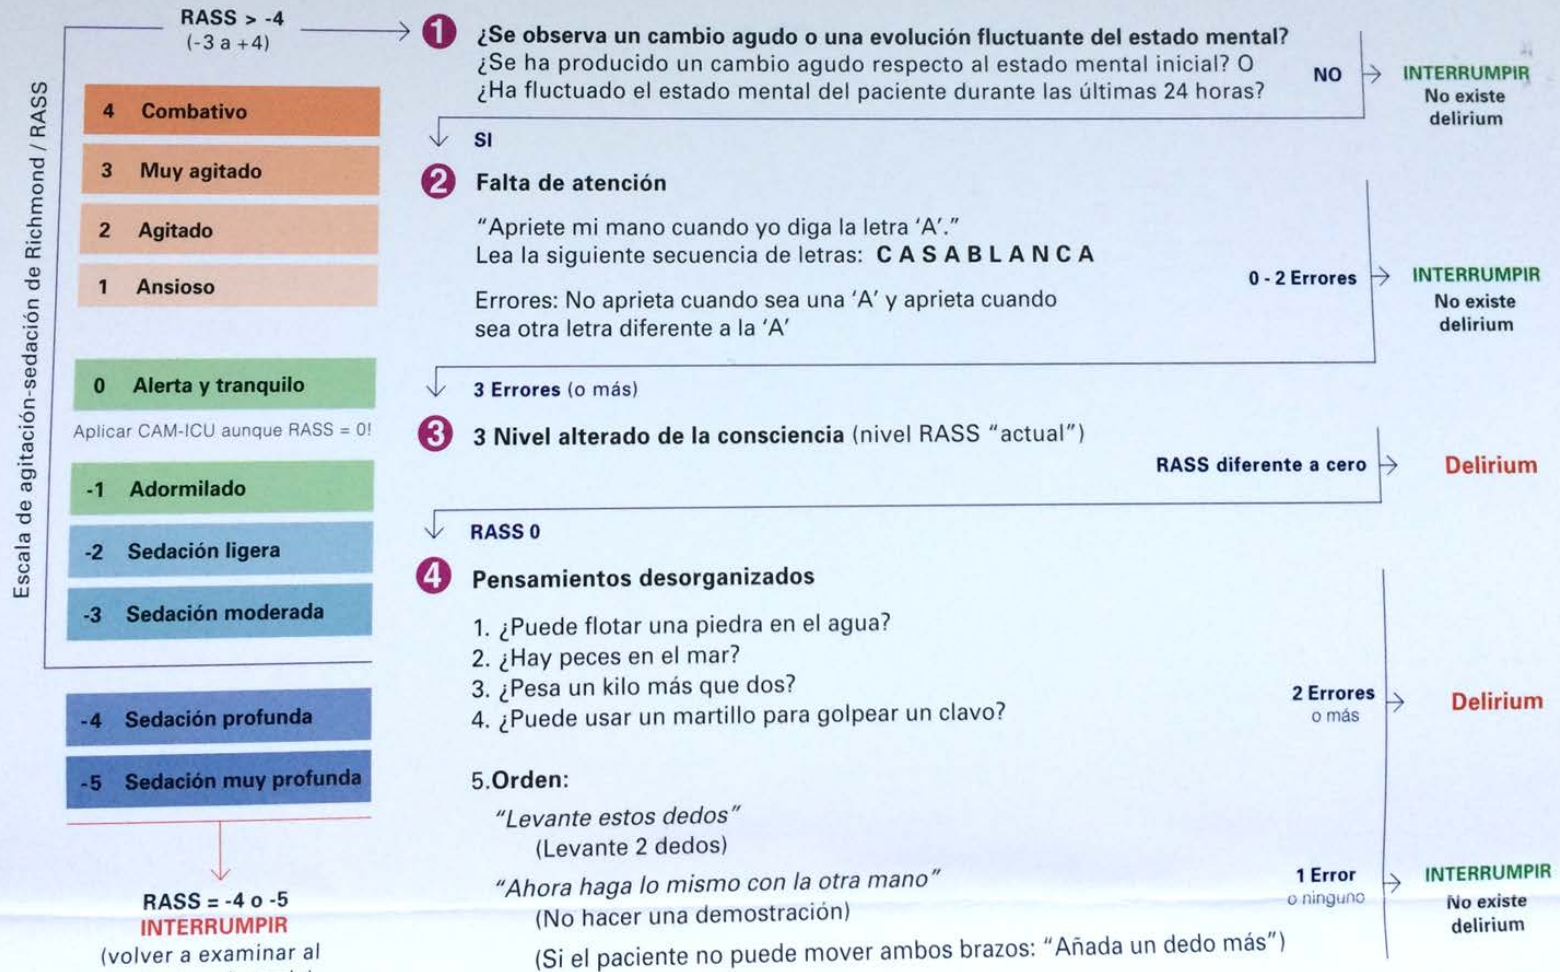 Escala de agitación-sedación de Richmond / RASS
RASS > -4
(-3 a +4)
4 Combativo
3 Muy agitado
2 Agitado
1 Ansioso
0 Alerta y tranquilo
Aplicar CAM-ICU aunque RASS = 0!
-1 Adormilado
-2 Sedación ligera
-3 Sedación moderada
-4 Sedación profunda
-5 Sedación muy profunda
RASS = -4 o -5
INTERRUMPIR
(volver a examinar al
1 ¿Se observa un cambio agudo o una evolución fluctuante del estado mental?
¿Se ha producido un cambio agudo respecto al estado mental inicial? O
¿Ha fluctuado el estado mental del paciente durante las últimas 24 horas?
NO
INTERRUMPIR
No existe
delirium
SI
2 Falta de atención
“Apriete mi mano cuando yo diga la letra ‘A’.”
Lea la siguiente secuencia de letras: C A S A B L A N C A
Errores: No aprieta cuando sea una ‘A’ y aprieta cuando
sea otra letra diferente a la ‘A’
0 - 2 Errores
INTERRUMPIR
No existe
delirium
3 Errores (o más)
3 3 Nivel alterado de la consciencia (nivel RASS “actual”)
RASS diferente a cero
Delirium
RASS 0
4 Pensamientos desorganizados
1. ¿Puede flotar una piedra en el agua?
2. ¿Hay peces en el mar?
3. ¿Pesa un kilo más que dos?
4. ¿Puede usar un martillo para golpear un clavo?
2 Errores
o más
Delirium
5.Orden:
“Levante estos dedos”
(Levante 2 dedos)
“Ahora haga lo mismo con la otra mano”
(No hacer una demostración)
(Si el paciente no puede mover ambos brazos: “Añada un dedo más”)
1 Error
o ninguno
INTERRUMPIR
No existe
delirium